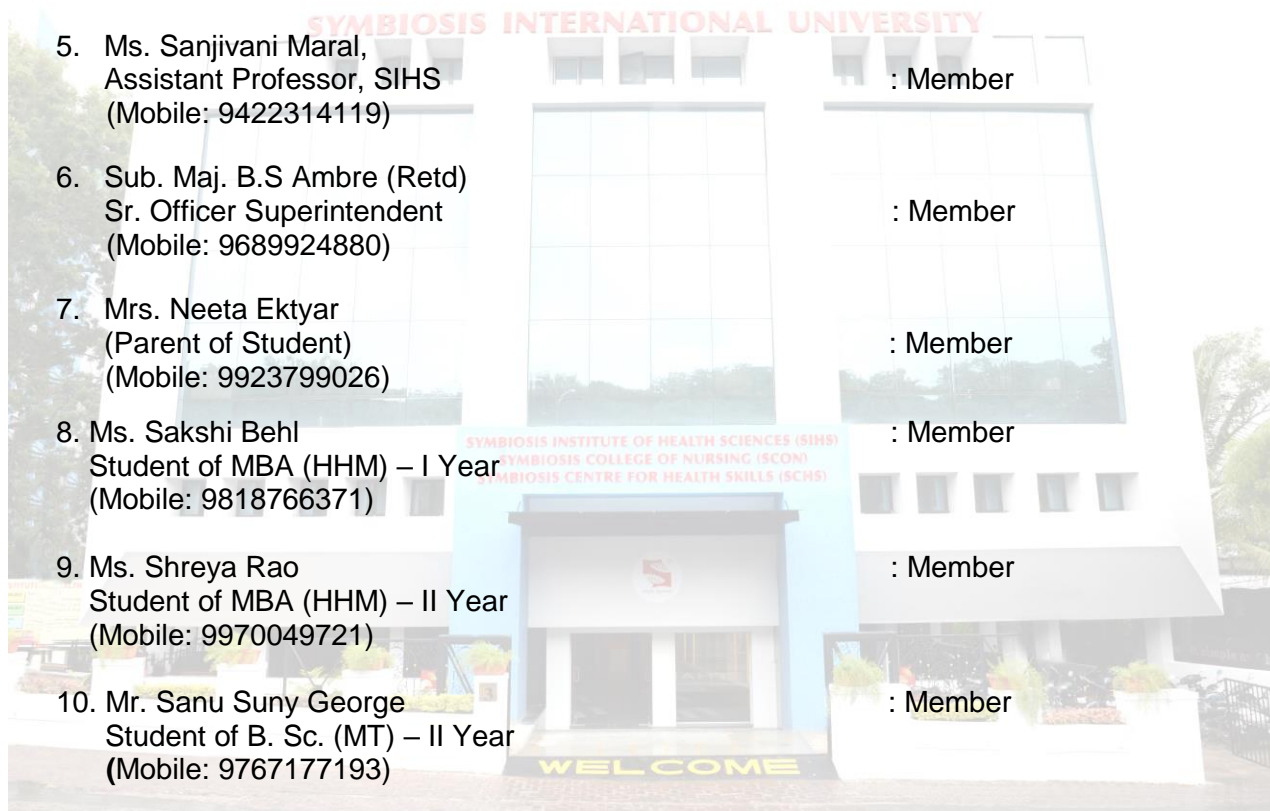 SYMBIOSIS INTERNATIONAL UNIVERSITY
5. Ms. Sanjivani Maral,
Assistant Professor, SIHS : Member
(Mobile: 9422314119)
6. Sub. Maj. B.S Ambre (Retd)
Sr. Officer Superintendent : Member
(Mobile: 9689924880)
7. Mrs. Neeta Ektyar
(Parent of Student) : Member
(Mobile: 9923799026)
8. Ms. Sakshi Behl : Member
Student of MBA (HHM) – I Year
(Mobile: 9818766371)
SYMBIOSIS INSTITUTE OF HEALTH SCIENCES (SIHS)
SYMBIOSIS COLLEGE OF NURSING (SCON)
SYMBIOSIS CENTRE FOR HEALTH SKILLS (SCHS)
9. Ms. Shreya Rao : Member
Student of MBA (HHM) – II Year
(Mobile: 9970049721)
10. Mr. Sanu Suny George : Member
Student of B. Sc. (MT) – II Year
(Mobile: 9767177193)
WELCOME